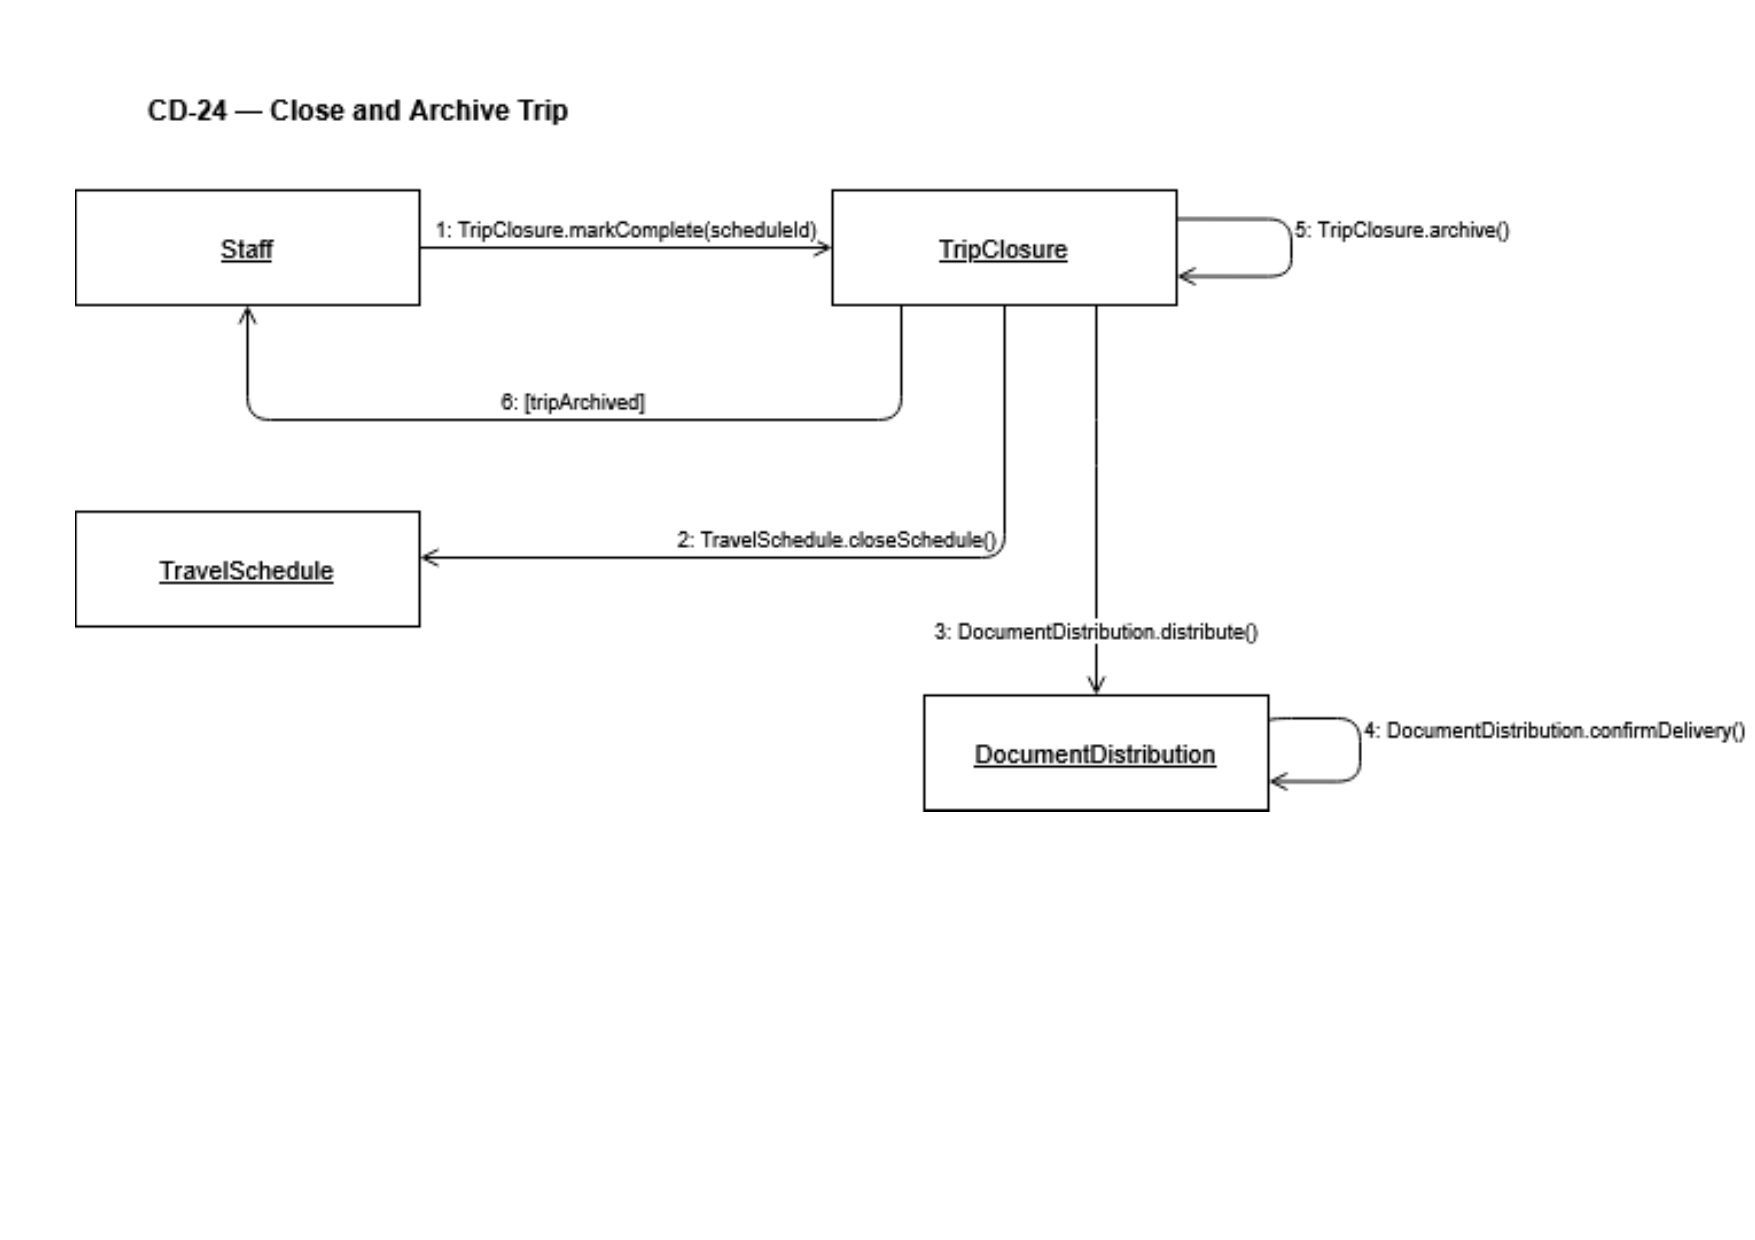 CD-24 — Close and Archive Trip
Staff
1: TripClosure.markComplete(scheduleId)
TripClosure
5: TripClosure.archive()
6: [tripArchived]
2: TravelSchedule.closeSchedule()
TravelSchedule
3: DocumentDistribution.distribute()
DocumentDistribution
4: DocumentDistribution.confirmDelivery()